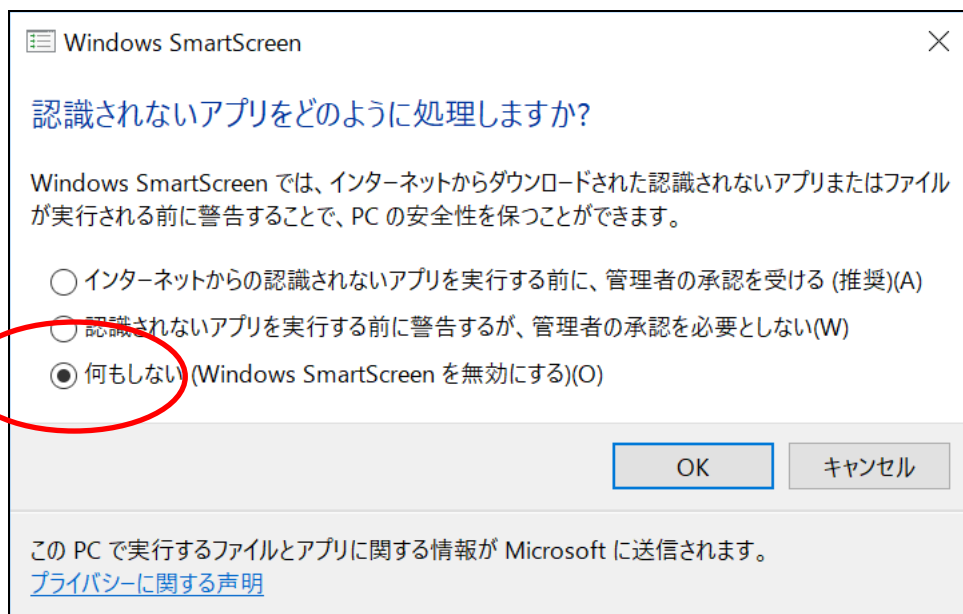 Windows SmartScreen
認識されないアプリをどのように処理しますか?
Windows SmartScreen では、インターネットからダウンロードされた認識されないアプリまたはファイル
が実行される前に警告することで、PC の安全性を保つことができます。
インターネットからの認識されないアプリを実行する前に、管理者の承認を受ける (推奨)(A)
認識されないアプリを実行する前に警告するが、管理者の承認を必要としない(W)
何もしない (Windows SmartScreen を無効にする)(O)
OK
キャンセル
この PC で実行するファイルとアプリに関する情報が Microsoft に送信されます。
プライバシーに関する声明